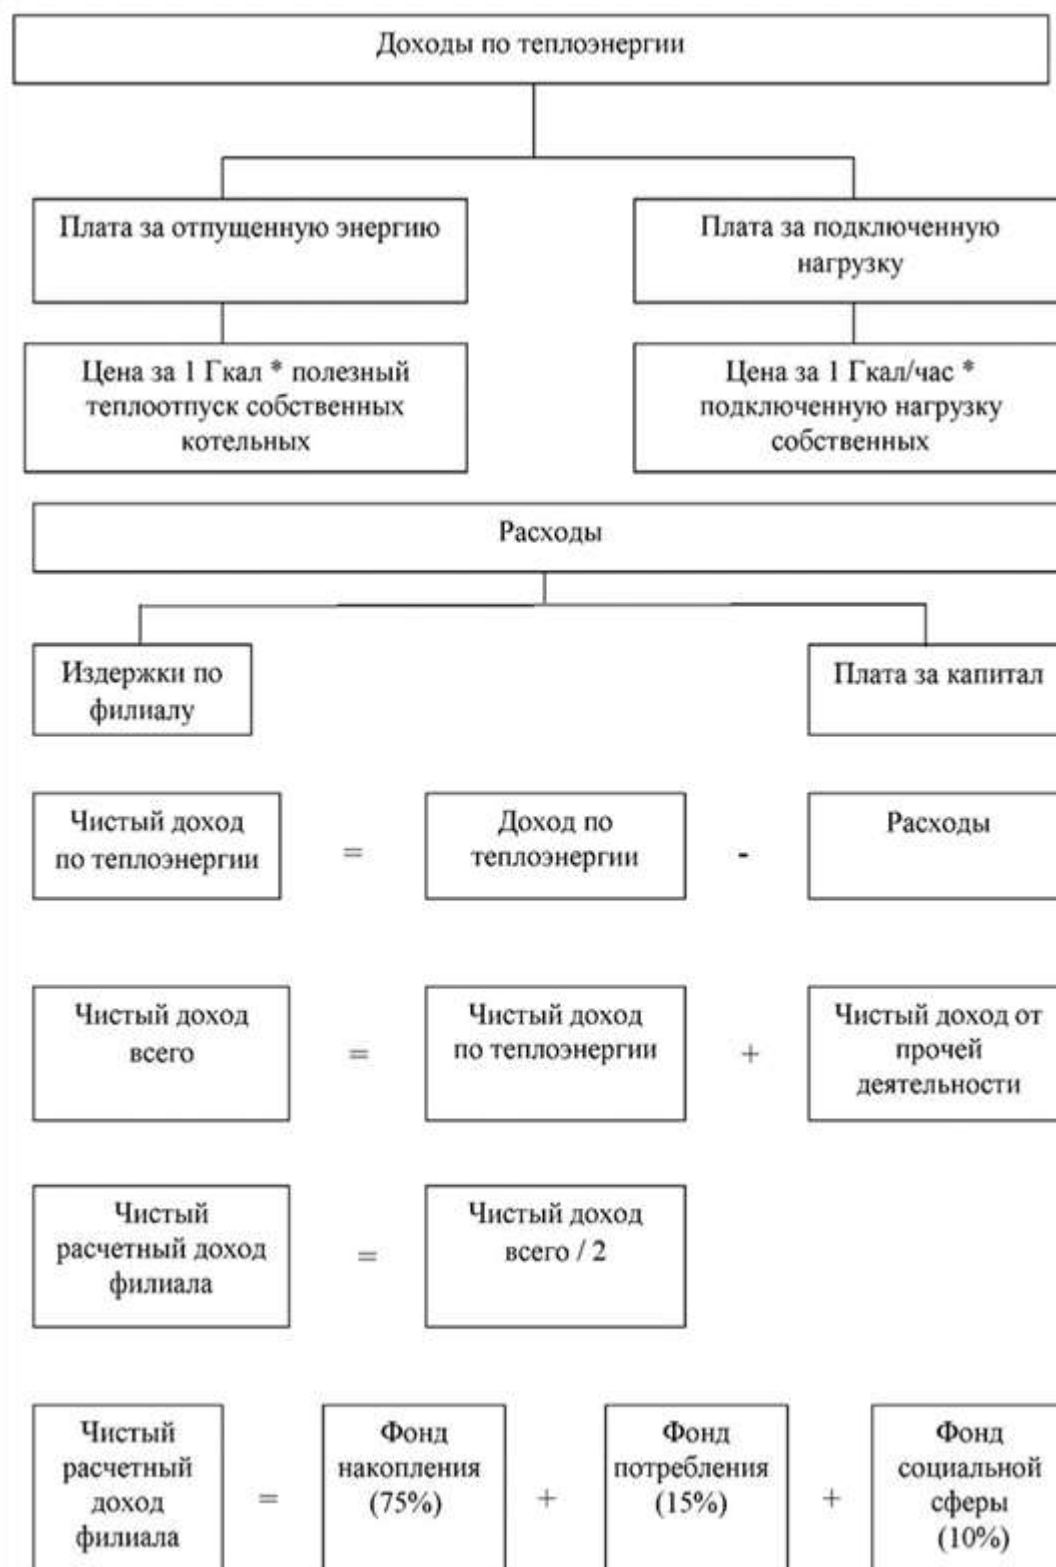 Доходы по теплоэнергии
Плата за отпущенную энергию
Плата за подключенную
нагрузку
Цена за 1 Гкал * полезный
теплоотпуск собственных
котельных
Цена за 1 Гкал/час *
подключенную нагрузку
собственных
Расходы
Издержки по
филиалу
Плата за капитал
Чистый доход
по теплоэнергии
=
Доход по
теплоэнергии
-
Расходы
Чистый доход
всего
=
Чистый доход
по теплоэнергии
+
Чистый доход от
прочей
деятельности
Чистый
расчетный доход
филиала
=
Чистый доход
всего / 2
Чистый
расчетный
доход
филиала
=
Фонд
накопления
(75%)
+
Фонд
потребления
(15%)
+
Фонд
социальной
сферы
(10%)